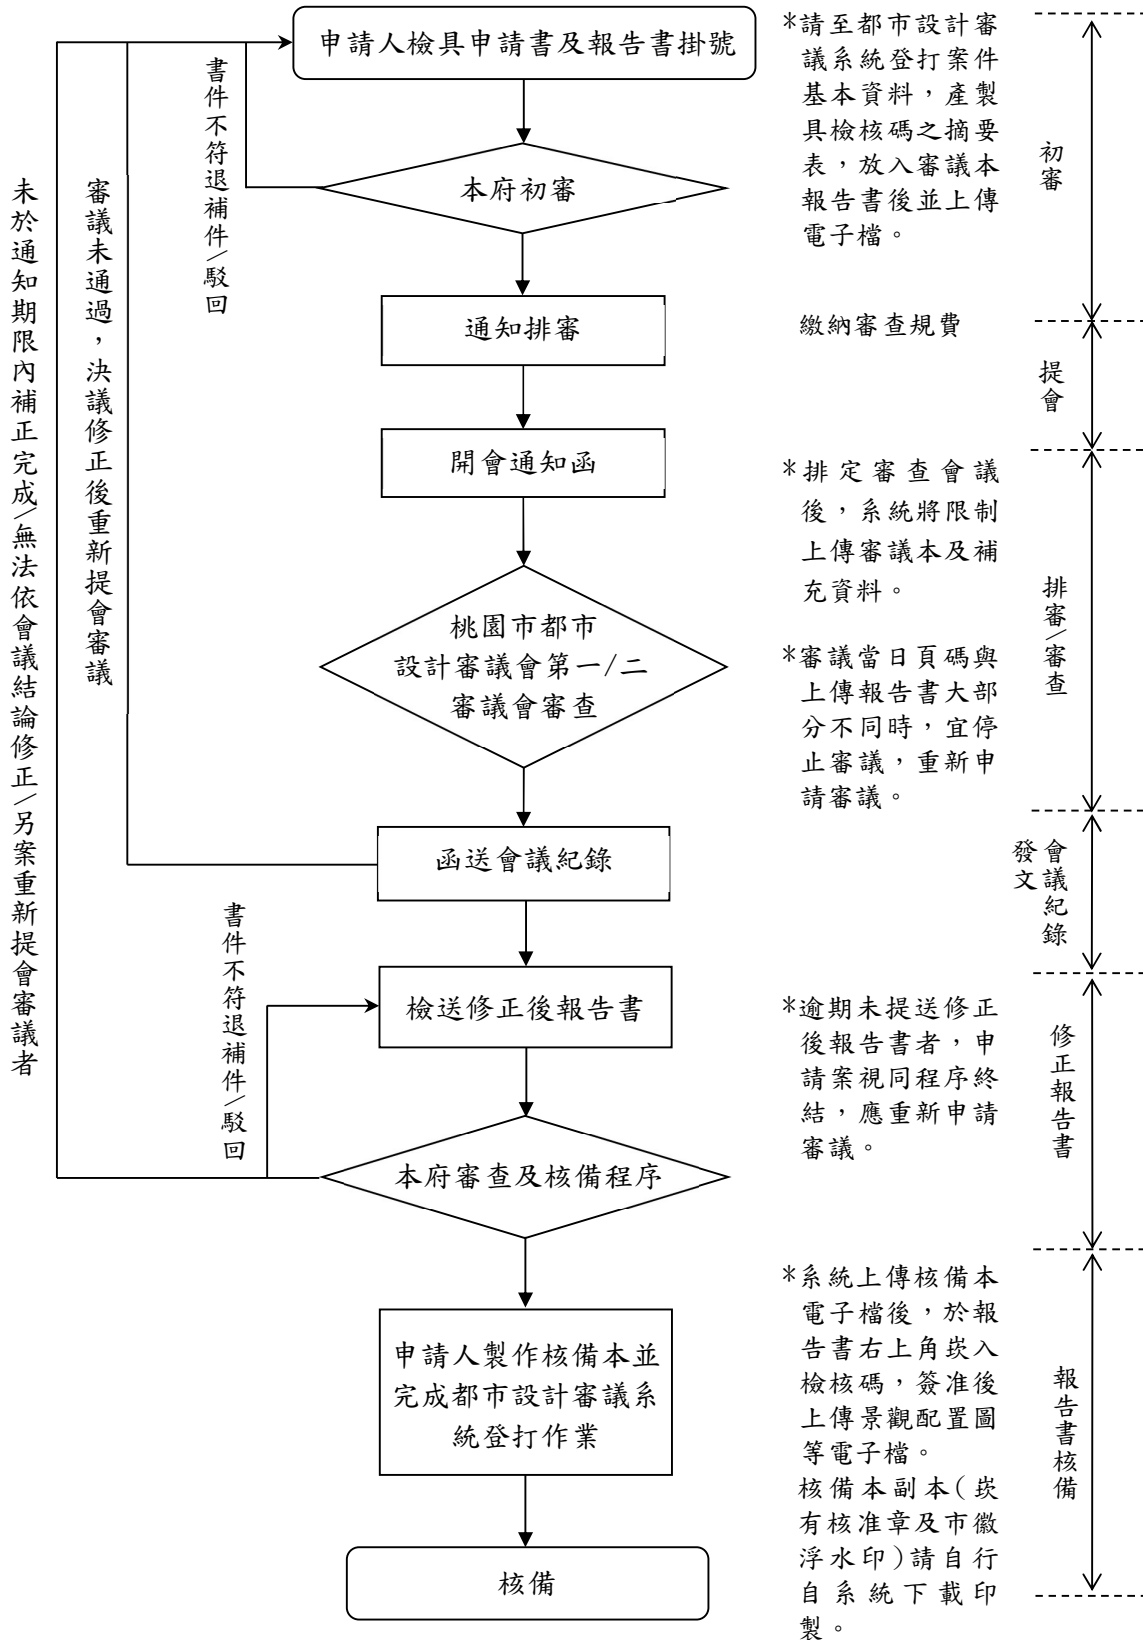 申請人檢具申請書及報告書掛號
本府初審
通知排審
開會通知函
桃園市都市
設計審議會第一/二
審議會審查
函送會議紀錄
檢送修正後報告書
本府審查及核備程序
申請人製作核備本並
完成都市設計審議系
統登打作業
核備
書件不符退補件/駁回
審議未通過，決議修正後重新提會審議
未於通知期限內補正完成/無法依會議結論修正/另案重新提會審議者
書件不符退補件/駁回
*請至都市設計審
議系統登打案件
基本資料，產製
具檢核碼之摘要
表，放入審議本
報告書後並上傳
電子檔。
繳納審查規費
*排定審查會議
後，系統將限制
上傳審議本及補
充資料。
*審議當日頁碼與
上傳報告書大部
分不同時，宜停
止審議，重新申
請審議。
*逾期未提送修正
後報告書者，申
請案視同程序終
結，應重新申請
審議。
*系統上傳核備本
電子檔後，於報
告書右上角崁入
檢核碼，簽准後
上傳景觀配置圖
等電子檔。
核備本副本(崁
有核准章及市徽
浮水印)請自行
自系統下載印
製。
初審
提會
排審/審查
會議紀錄
發文
修正報告書
報告書核備